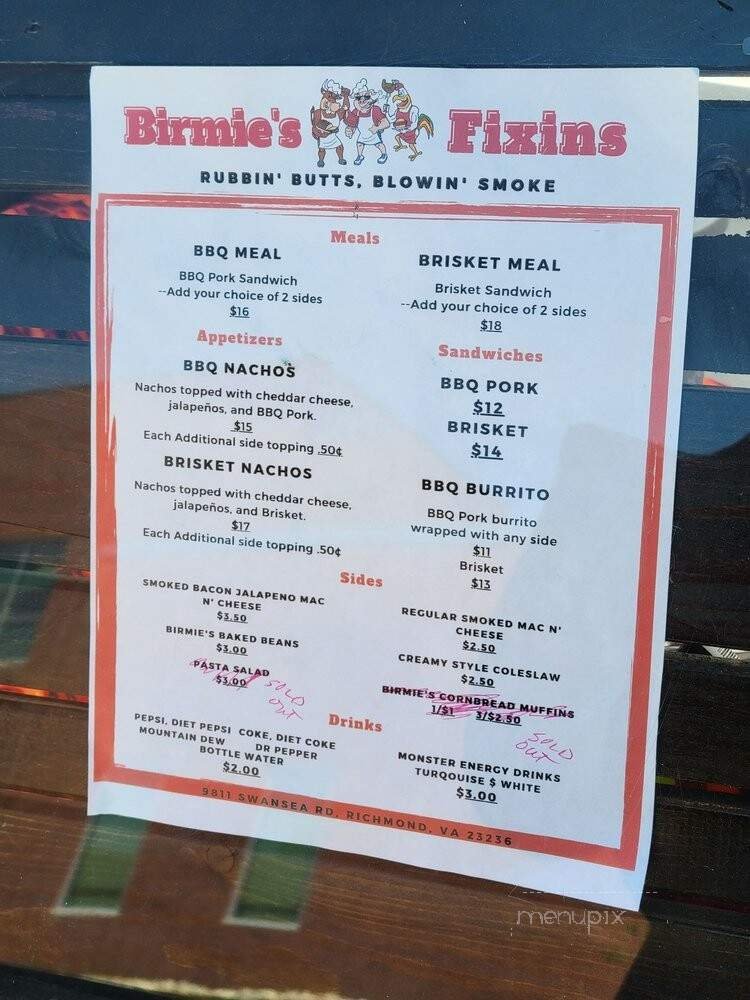 Birmie's Fixins
RUBBIN' BUTTS, BLOWIN' SMOKE
Meals
BBQ MEAL
BBQ Pork Sandwich
--Add your choice of 2 sides
$16
BRISKET MEAL
Brisket Sandwich
--Add your choice of 2 sides
$18
Appetizers
BBQ NACHOS
Nachos topped with cheddar cheese,
jalapeños, and BBQ Pork.
$15
Each Additional side topping .50¢
BRISKET NACHOS
Nachos topped with cheddar cheese,
jalapeños, and Brisket.
$17
Each Additional side topping .50¢
Sandwiches
BBQ PORK
$12
BRISKET
$14
BBQ BURRITO
BBQ Pork burrito
wrapped with any side
$11
Brisket
$13
Sides
SMOKED BACON JALAPENO MAC
N' CHEESE
$3.50
BIRMIE'S BAKED BEANS
$3.00
PASTA SALAD
$3.00
SOLD
OUT
REGULAR SMOKED MAC N'
CHEESE
$2.50
CREAMY STYLE COLESLAW
$2.50
BIRMIE'S CORNBREAD MUFFINS
1/$1 3/$2.50
SOLD
OUT
Drinks
PEPSI, DIET PEPSI COKE, DIET COKE
MOUNTAIN DEW DR PEPPER
BOTTLE WATER
$2.00
MONSTER ENERGY DRINKS
TURQOUISE $ WHITE
$3.00
9811 SWANSEA RD, RICHMOND, VA 23236
menupix